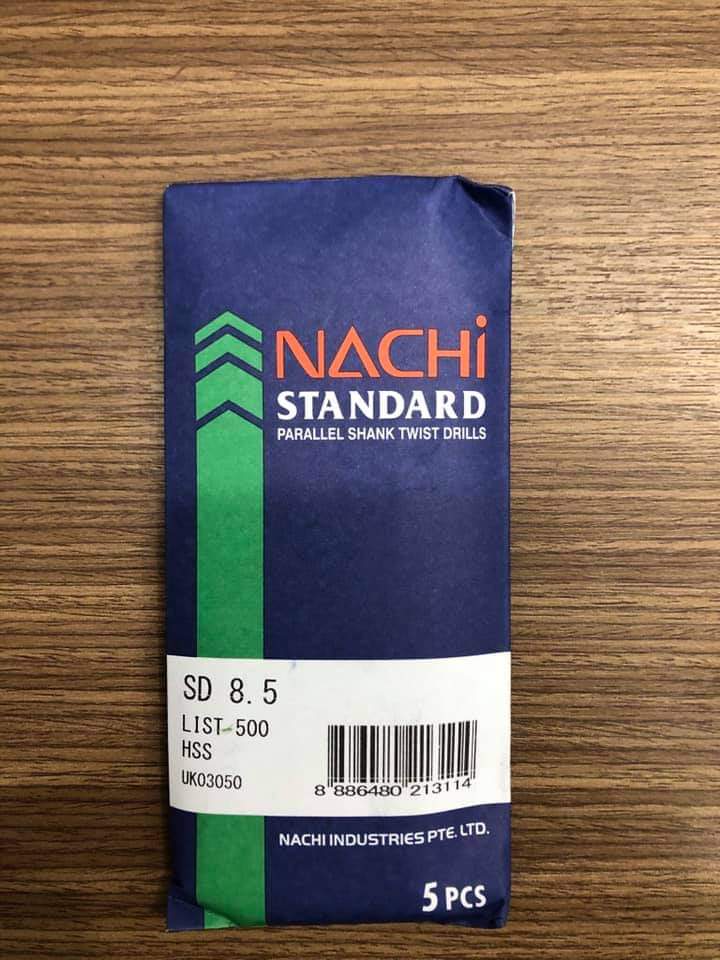 NACHi
STANDARD
PARALLEL SHANK TWIST DRILLS
SD 8.5
LIST-500
HSS
UK03050
8 886480 213114
NACHI INDUSTRIES PTE. LTD.
5 PCS